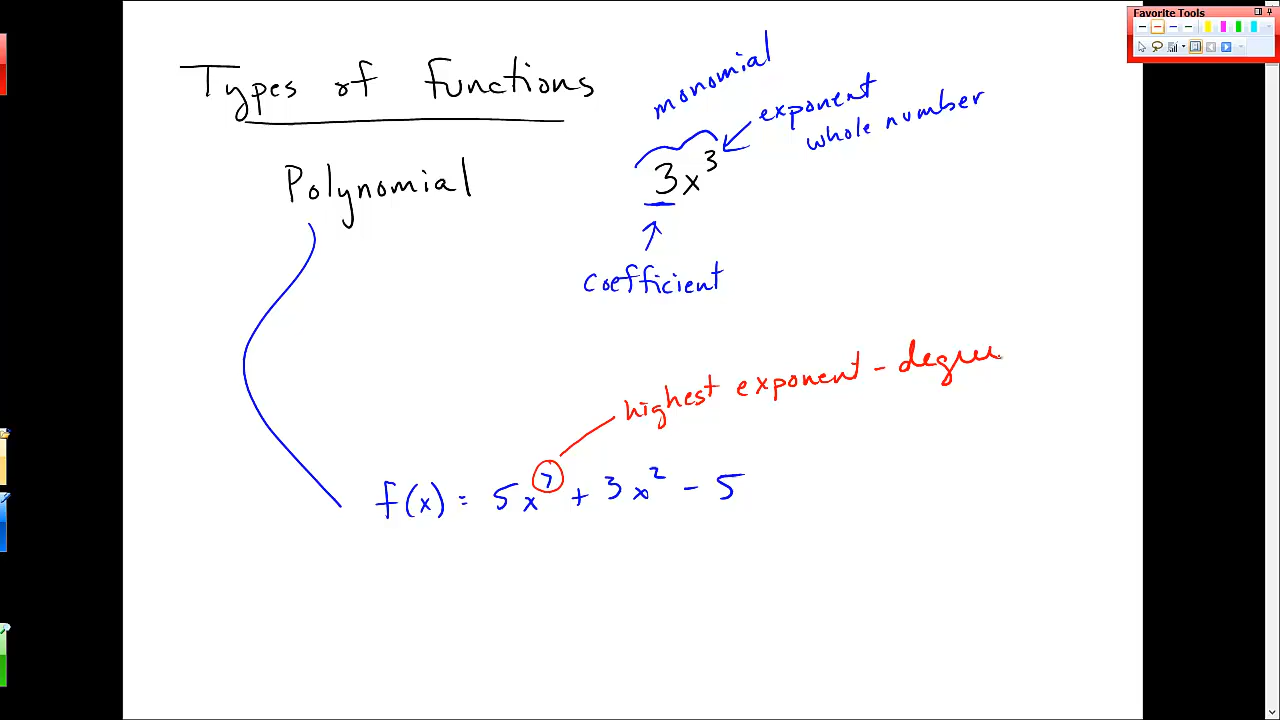 Types of functions
monomial
exponent
whole number
3x³
Polynomial
coefficient
highest exponent - degree
f(x) = 5x⁷ + 3x² - 5
Favorite Tools